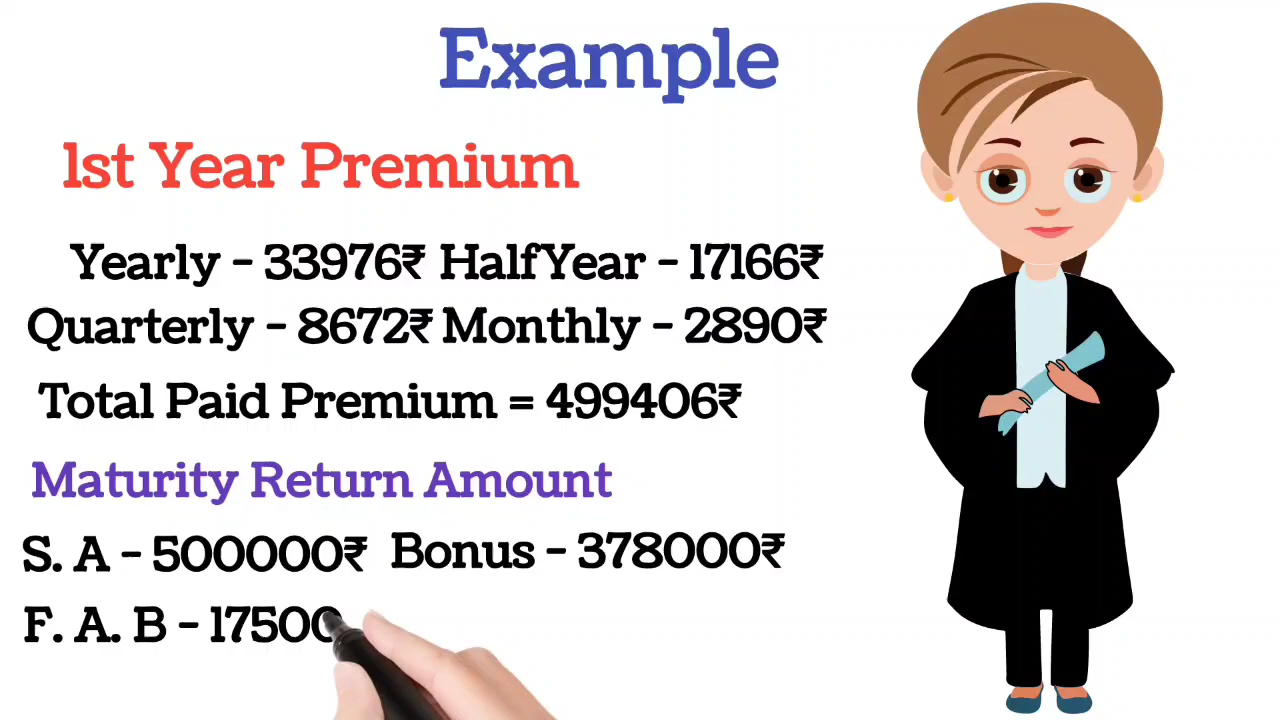 Example
1st Year Premium
Yearly - 33976₹ HalfYear - 17166₹
Quarterly - 8672₹ Monthly - 2890₹
Total Paid Premium = 499406₹
Maturity Return Amount
S. A - 500000₹ Bonus - 378000₹
F. A. B - 17500